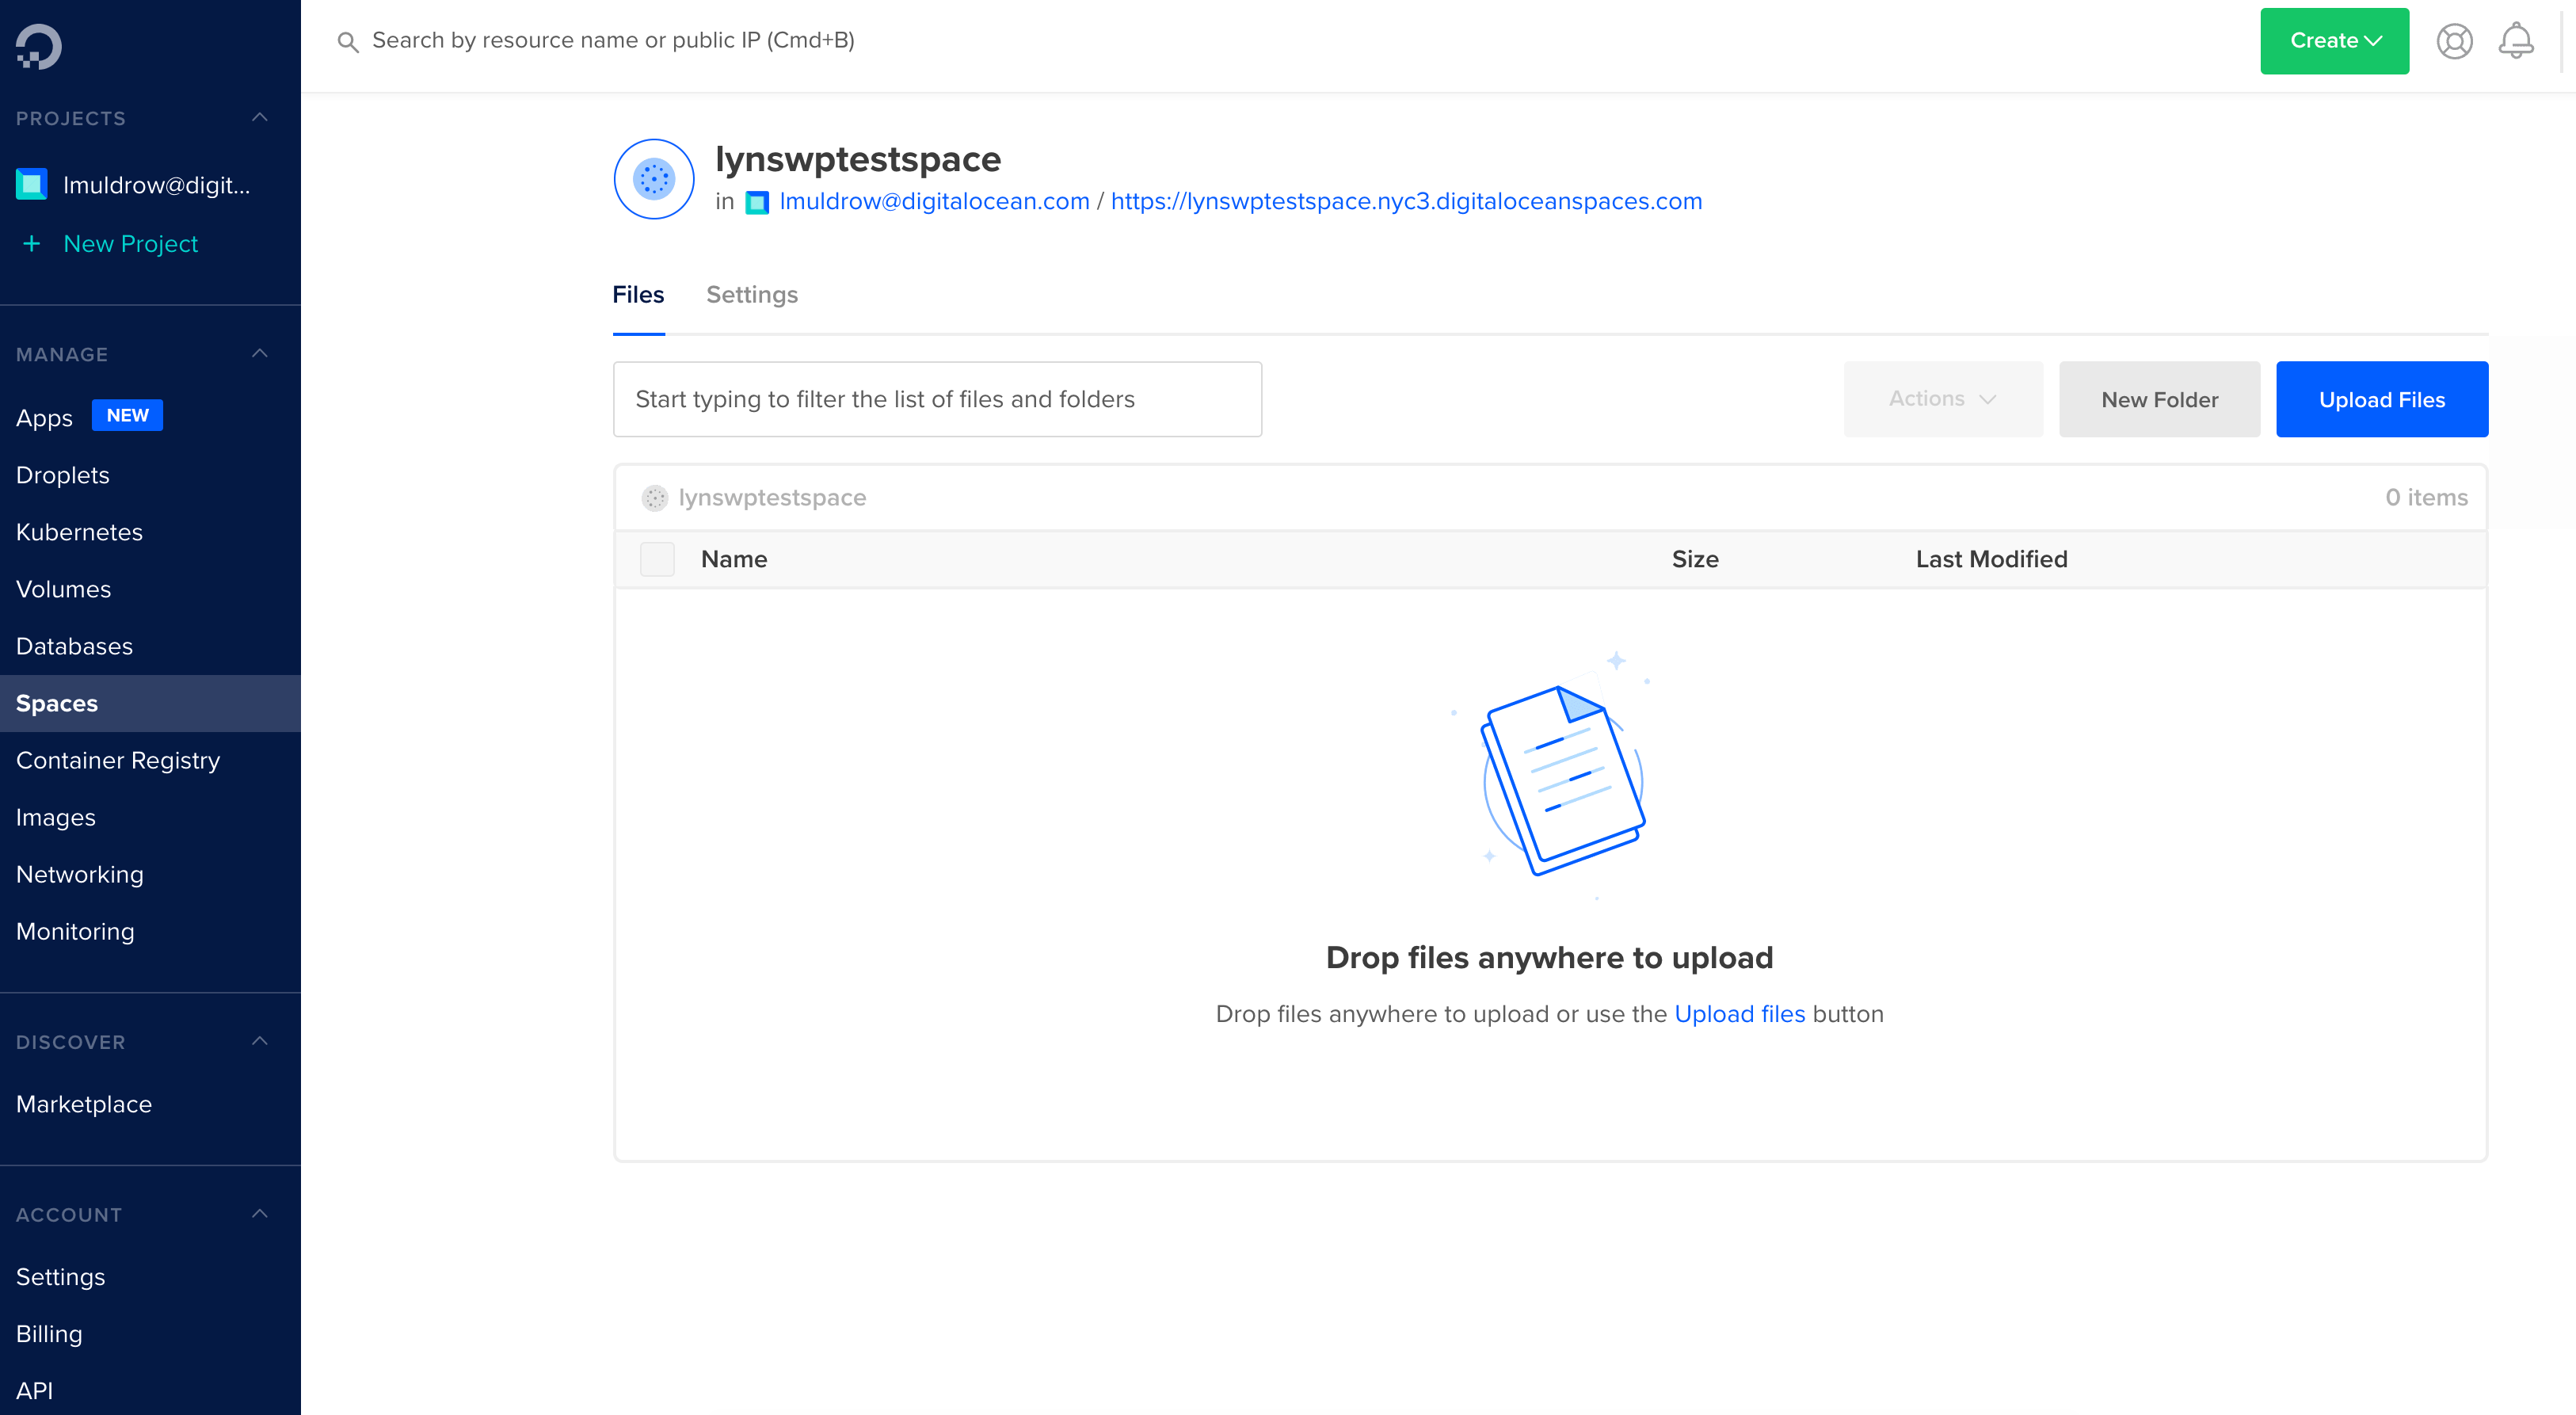 Search by resource name or public IP (Cmd+B)
Create
PROJECTS
lmuldrow@digit...
+ New Project
MANAGE
Apps NEW
Droplets
Kubernetes
Volumes
Databases
Spaces
Container Registry
Images
Networking
Monitoring
DISCOVER
Marketplace
ACCOUNT
Settings
Billing
API
lynswptestspace
in lmuldrow@digitalocean.com / https://lynswptestspace.nyc3.digitaloceanspaces.com
Files Settings
Start typing to filter the list of files and folders
Actions
New Folder
Upload Files
lynswptestspace 0 items
Name Size Last Modified
Drop files anywhere to upload
Drop files anywhere to upload or use the Upload files button